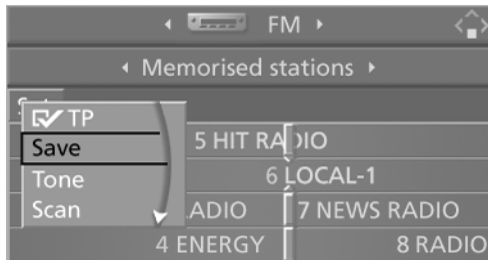 FM
Memorised stations
TP
Save
Tone
Scan
5 HIT RADIO
6 LOCAL-1
ADIO
7 NEWS RADIO
4 ENERGY
8 RADIO